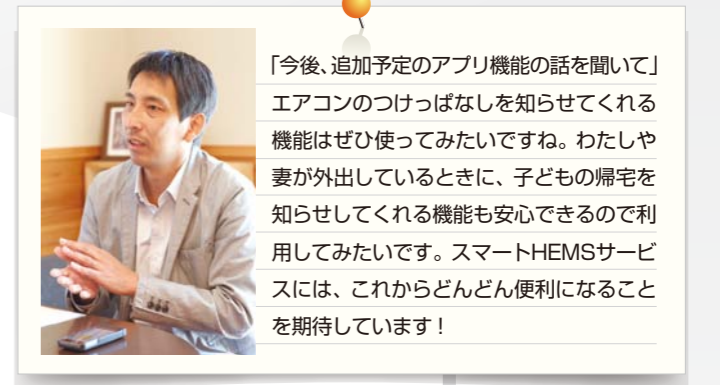 「今後、追加予定のアプリ機能の話を聞いて」
エアコンのつけっぱなしを知らせてくれる
機能はぜひ使ってみたいですね。わたしや
妻が外出しているときに、子どもの帰宅を
知らせしてくれる機能も安心できるので利
用してみたいです。スマートHEMSサービ
スには、これからどんどん便利になること
を期待しています！